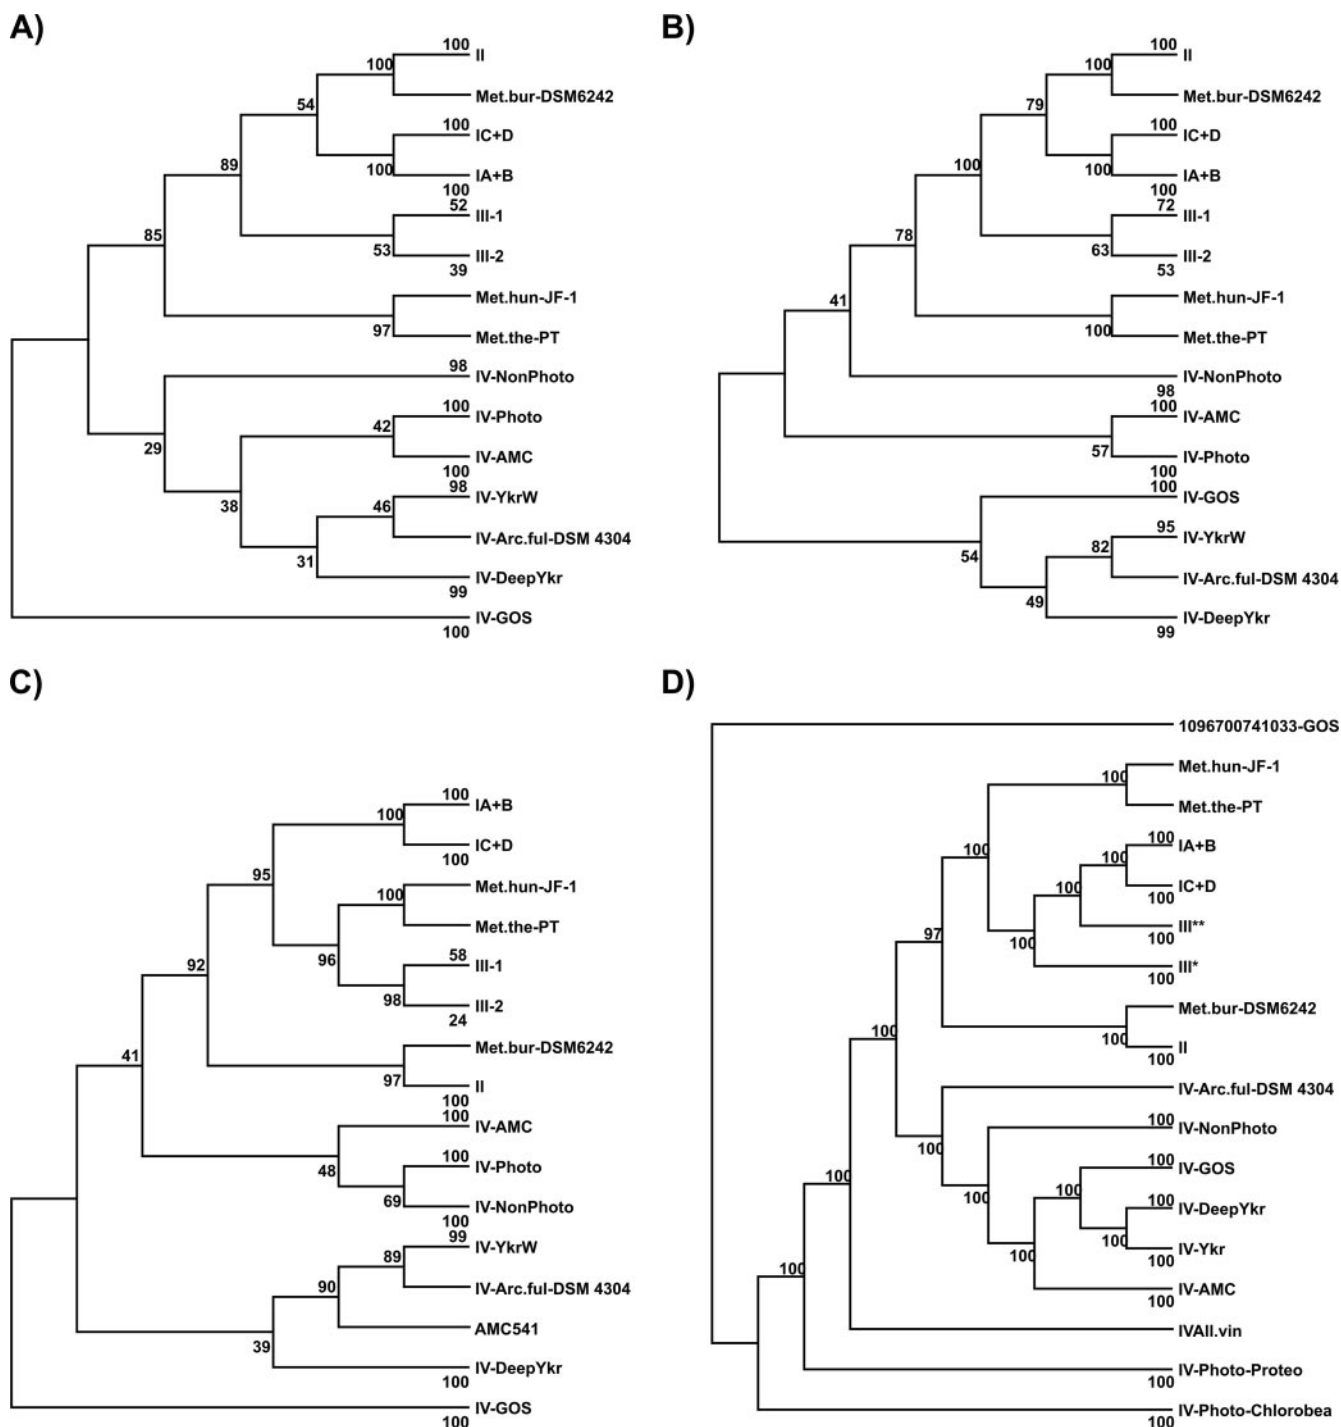 A)
100
II
100
Met.bur-DSM6242
54
100
IC+D
100
IA+B
89
100
52
III-1
85
53
III-2
39
Met.hun-JF-1
97
Met.the-PT
98
IV-NonPhoto
100
IV-Photo
42
29
IV-AMC
100
98
IV-YkrW
38
46
IV-Arc.ful-DSM 4304
31
IV-DeepYkr
99
IV-GOS
100
B)
100
II
100
Met.bur-DSM6242
79
100
IC+D
100
100
IA+B
100
72
III-1
78
63
III-2
53
Met.hun-JF-1
41
100
Met.the-PT
IV-NonPhoto
98
100
IV-AMC
57
IV-Photo
100
100
IV-GOS
95
IV-YkrW
54
82
IV-Arc.ful-DSM 4304
49
IV-DeepYkr
99
C)
100
IA+B
100
IC+D
100
95
Met.hun-JF-1
100
Met.the-PT
92
96
58
III-1
98
III-2
24
Met.bur-DSM6242
41
97
II
100
100
IV-AMC
100
IV-Photo
48
69
IV-NonPhoto
100
99
IV-YkrW
89
IV-Arc.ful-DSM 4304
90
AMC541
39
IV-DeepYkr
100
IV-GOS
100
D)
1096700741033-GOS
Met.hun-JF-1
100
Met.the-PT
100
IA+B
100
100
IC+D
100
100
III**
97
100
100
III*
100
Met.bur-DSM6242
100
100
II
100
IV-Arc.ful-DSM 4304
100
IV-NonPhoto
100
100
IV-GOS
100
100
100
100
IV-DeepYkr
100
100
IV-Ykr
100
100
IV-AMC
100
IVAll.vin
IV-Photo-Proteo
100
IV-Photo-Chlorobea
100